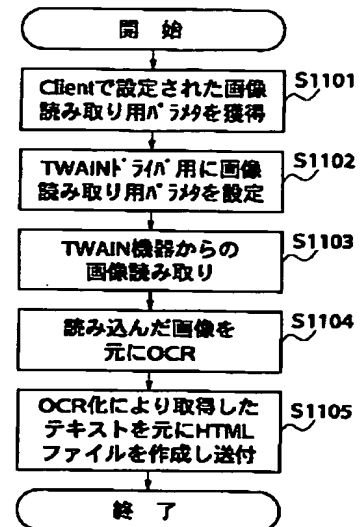 開 始
Clientで設定された画像
読み取り用パラメタを獲得
S1101
TWAINドライバ用に画像
読み取り用パラメタを設定
S1102
TWAIN機器からの
画像読み取り
S1103
読み込んだ画像を
元にOCR
S1104
OCR化により取得した
テキストを元にHTML
ファイルを作成し送付
S1105
終 了